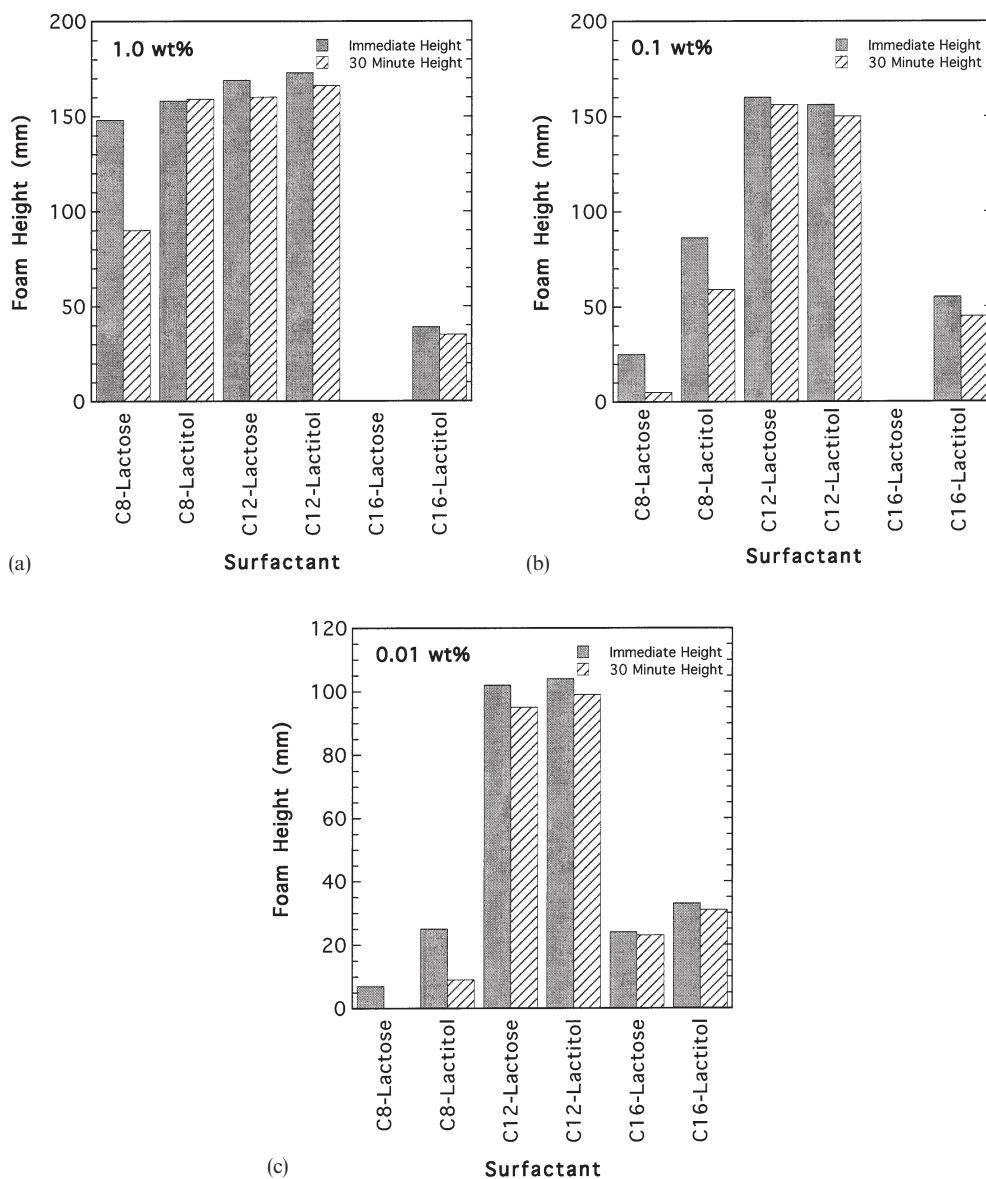 200
150
100
50
0
Foam Height (mm)
1.0 wt%
Immediate Height
30 Minute Height
C8-Lactose
C8-Lactitol
C12-Lactose
C12-Lactitol
C16-Lactose
C16-Lactitol
Surfactant
(a)
200
150
100
50
0
Foam Height (mm)
0.1 wt%
Immediate Height
30 Minute Height
C8-Lactose
C8-Lactitol
C12-Lactose
C12-Lactitol
C16-Lactose
C16-Lactitol
Surfactant
(b)
120
100
80
60
40
20
0
Foam Height (mm)
0.01 wt%
Immediate Height
30 Minute Height
C8-Lactose
C8-Lactitol
C12-Lactose
C12-Lactitol
C16-Lactose
C16-Lactitol
Surfactant
(c)